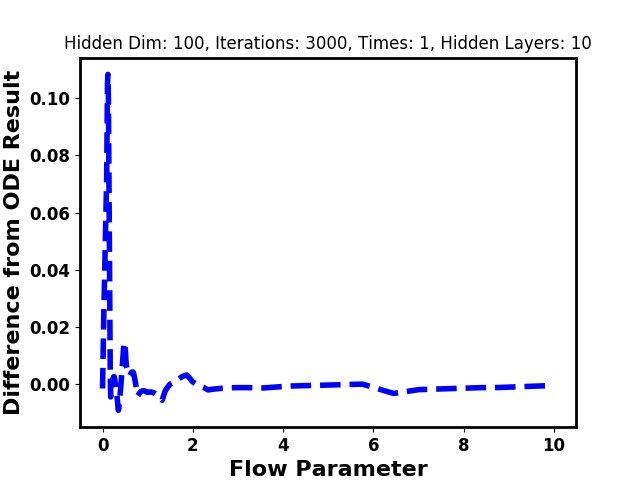 Hidden Dim: 100, Iterations: 3000, Times: 1, Hidden Layers: 10
Difference from ODE Result
0.10
0.08
0.06
0.04
0.02
0.00
0 2 4 6 8 10
Flow Parameter